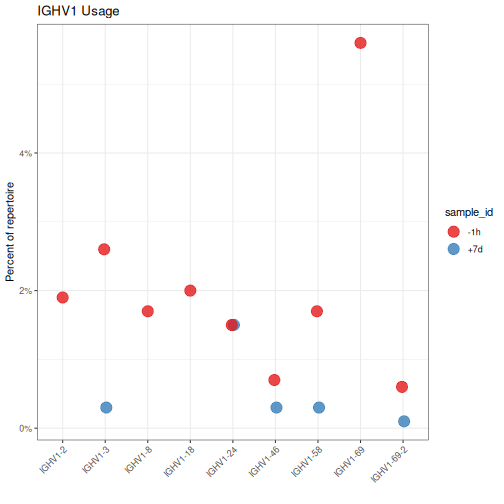 IGHV1 Usage
Percent of repertoire
4%
2%
0%
IGHV1-2
IGHV1-3
IGHV1-8
IGHV1-18
IGHV1-24
IGHV1-46
IGHV1-58
IGHV1-69
IGHV1-69-2
sample_id
-1h
+7d